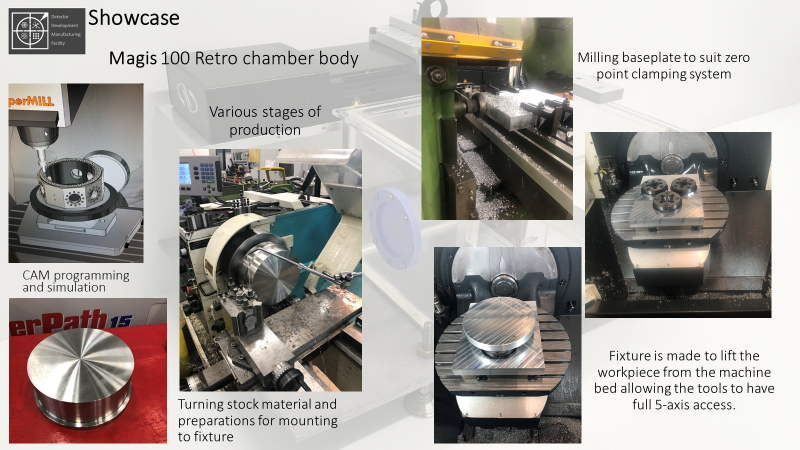 Detector
Development
Manufacturing
Facility
Showcase
Magis 100 Retro chamber body
Various stages of
production
Milling baseplate to suit zero
point clamping system
perMILL
CAM programming
and simulation
erPath 15
Turning stock material and
preparations for mounting
to fixture
Fixture is made to lift the
workpiece from the machine
bed allowing the tools to have
full 5-axis access.